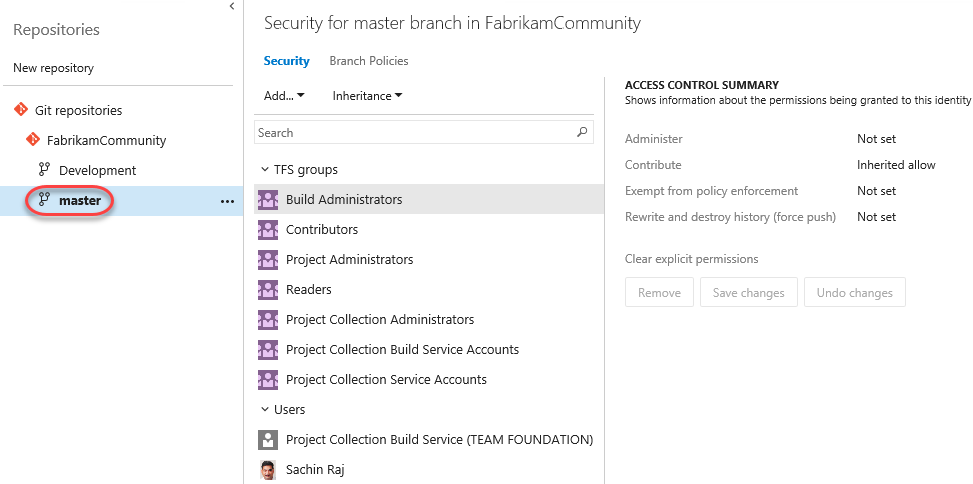 Repositories
New repository
Git repositories
FabrikamCommunity
Development
master
Security for master branch in FabrikamCommunity
Security Branch Policies
Add... Inheritance
Search
TFS groups
Build Administrators
Contributors
Project Administrators
Readers
Project Collection Administrators
Project Collection Build Service Accounts
Project Collection Service Accounts
Users
Project Collection Build Service (TEAM FOUNDATION)
Sachin Raj
ACCESS CONTROL SUMMARY
Shows information about the permissions being granted to this identity
Administer Not set
Contribute Inherited allow
Exempt from policy enforcement Not set
Rewrite and destroy history (force push) Not set
Clear explicit permissions
Remove Save changes Undo changes